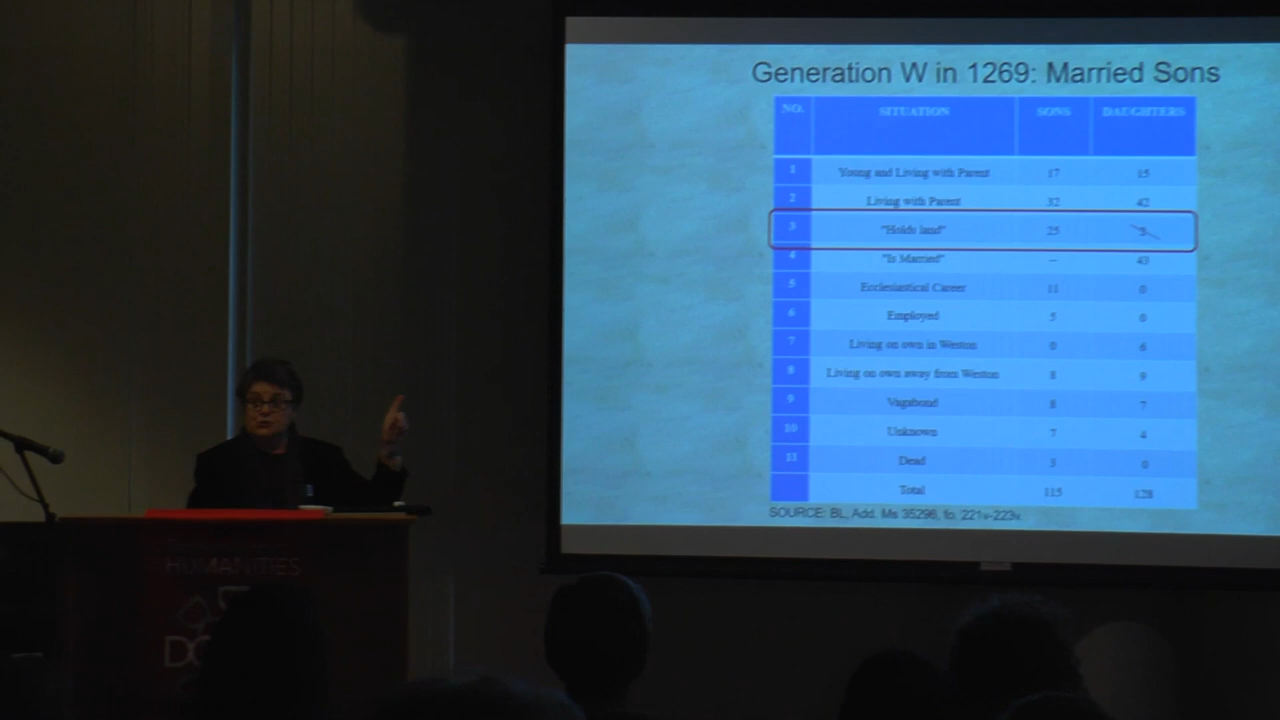 Generation W in 1269: Married Sons
NO. SITUATION SONS DAUGHTERS
1 Young and Living with Parent 17 15
2 Living with Parent 32 42
3 "Holds land" 25
4 "Is Married" -- 43
5 Ecclesiastical Career 11 0
6 Employed 5 0
7 Living on own in Weston 0 6
8 Living on own away from Weston 8 9
9 Vagabond 8 7
10 Unknown 7 4
11 Dead 3 0
Total 115 128
SOURCE: BL, Add. Ms 35296, fo. 221v-223v.
HUMANITIES